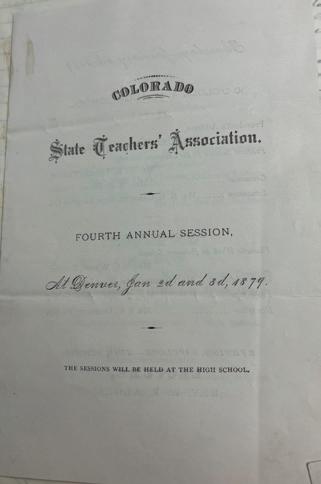 COLORADO
State Teachers' Association.
FOURTH ANNUAL SESSION,
At Denver, Jan 2d and 3d, 1879.
THE SESSIONS WILL BE HELD AT THE HIGH SCHOOL.